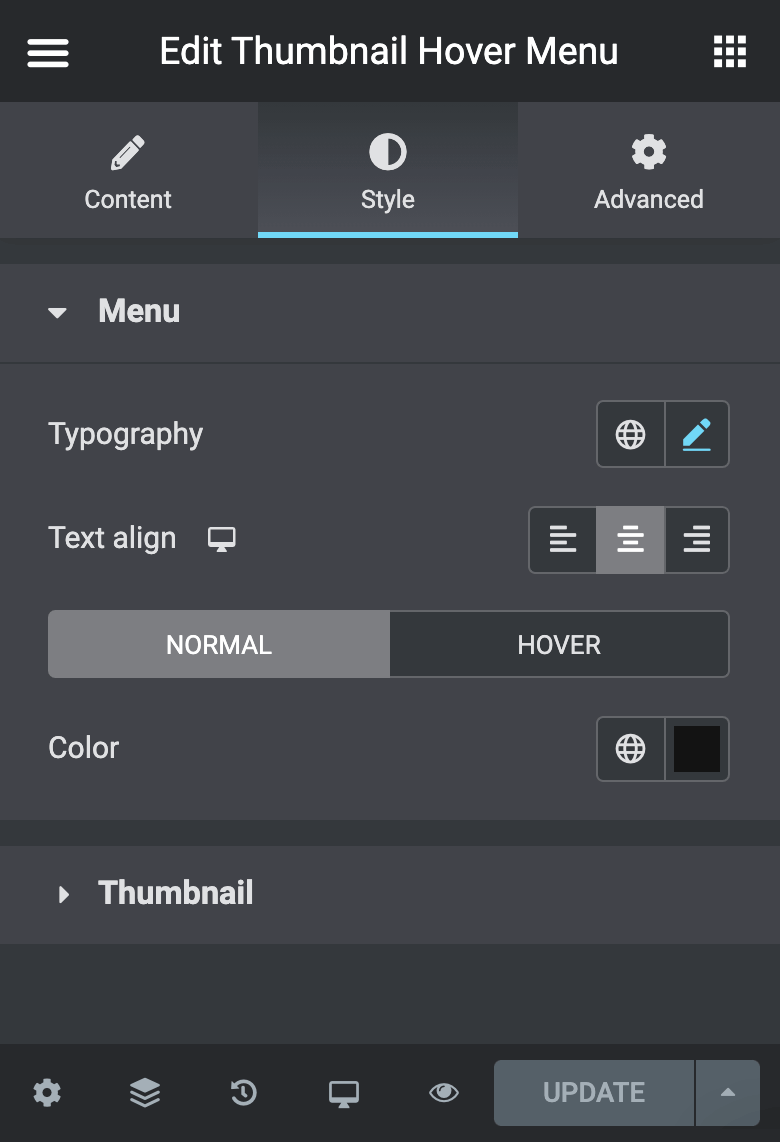 Edit Thumbnail Hover Menu
Content Style Advanced
Menu
Typography
Text align
NORMAL HOVER
Color
Thumbnail
UPDATE